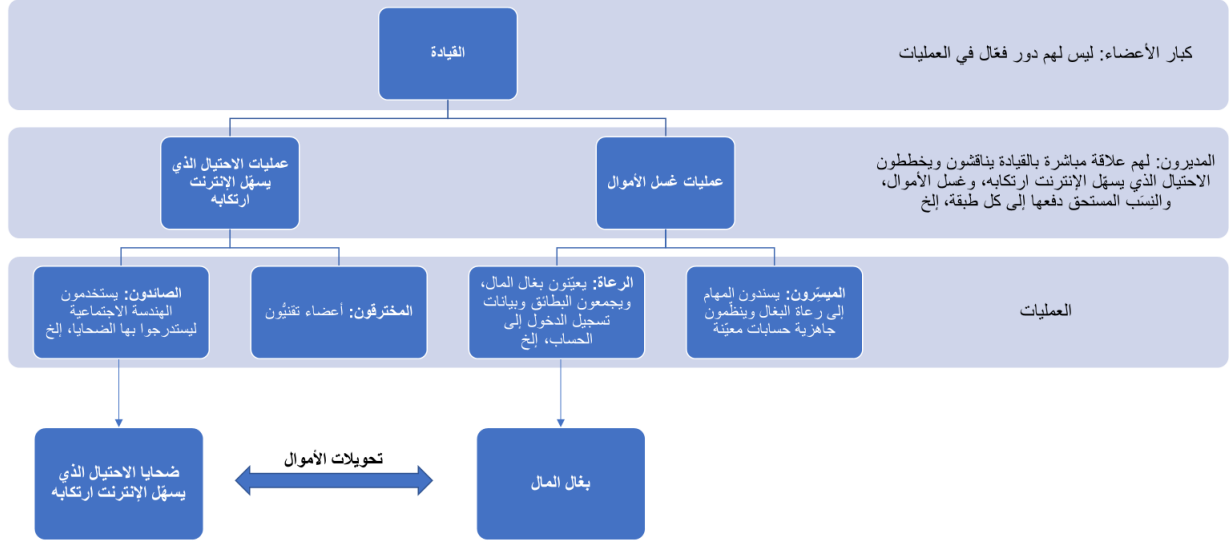 القيادة
كبار الأعضاء: ليس لهم دور فعّال في العمليات
المديرون: لهم علاقة مباشرة بالقيادة يناقشون ويخططون
الاحتيال الذي يسهّل الإنترنت ارتكابه، وغسل الأموال،
والنِسَب المستحق دفعها إلى كل طبقة، إلخ
عمليات غسل الأموال
عمليات الاحتيال الذي
يسهّل الإنترنت
ارتكابه
العمليات
الميسِّرون: يسندون المهام
إلى رعاة البغال وينظّمون
جاهزية حسابات معيّنة
الرعاة: يعيّنون بغال المال،
ويجمعون البطائق وبيانات
تسجيل الدخول إلى
الحساب، إلخ
المخترقون: أعضاء تقنيُّون
الصائدون: يستخدمون
الهندسة الاجتماعية
ليستدرجوا بها الضحايا، إلخ
بغال المال
تحويلات الأموال
ضحايا الاحتيال الذي
يسهّل الإنترنت ارتكابه